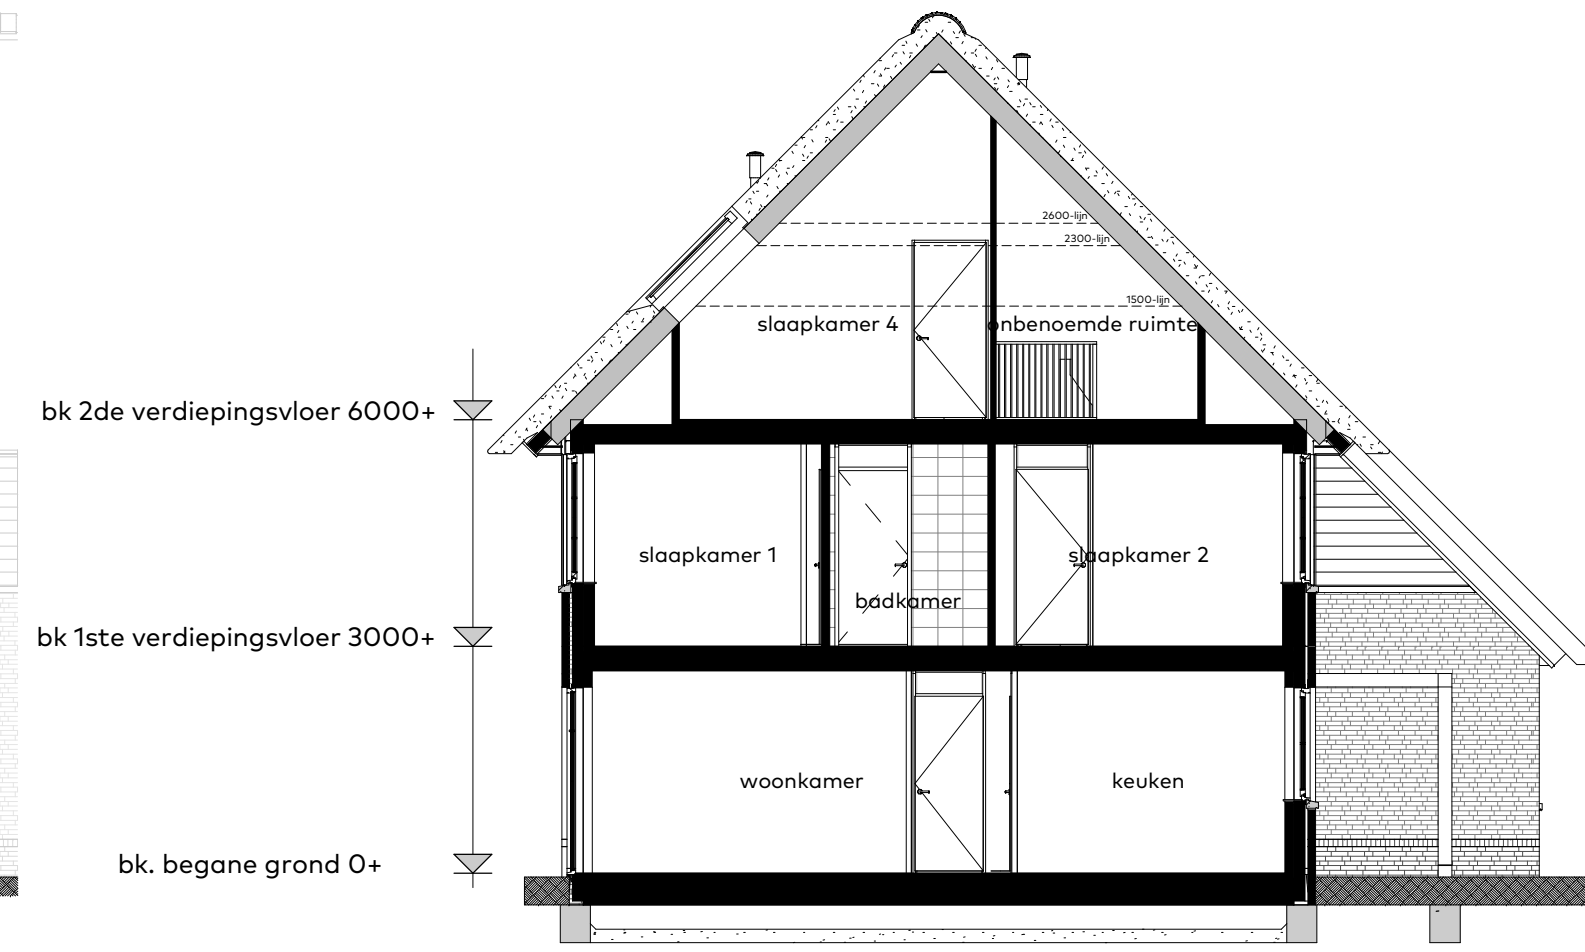 2600-lijn
2300-lijn
1500-lijn
slaapkamer 4
onbenoemde ruimte
bk 2de verdiepingsvloer 6000+
slaapkamer 1
slaapkamer 2
badkamer
bk 1ste verdiepingsvloer 3000+
woonkamer
keuken
bk. begane grond 0+